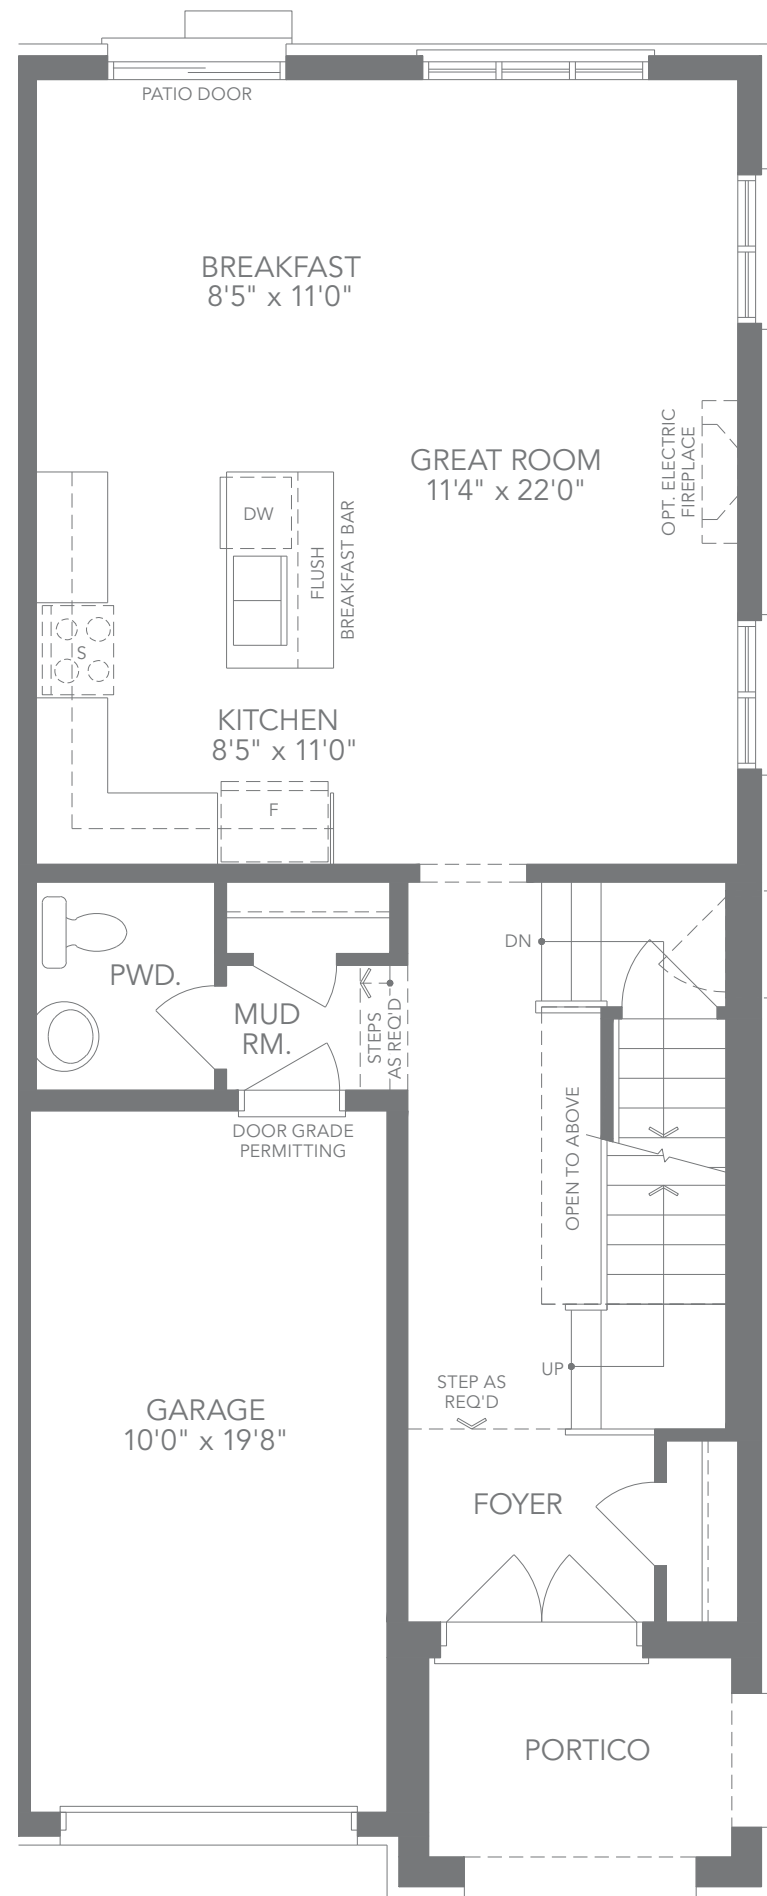 PATIO DOOR
BREAKFAST
8'5" x 11'0"
GREAT ROOM
11'4" x 22'0"
OPT. ELECTRIC
FIREPLACE
DW
FLUSH
BREAKFAST BAR
S
KITCHEN
8'5" x 11'0"
F
DN
PWD.
MUD
RM.
STEPS
AS REQ'D
DOOR GRADE
PERMITTING
OPEN TO ABOVE
UP
STEP AS
REQ'D
GARAGE
10'0" x 19'8"
FOYER
PORTICO